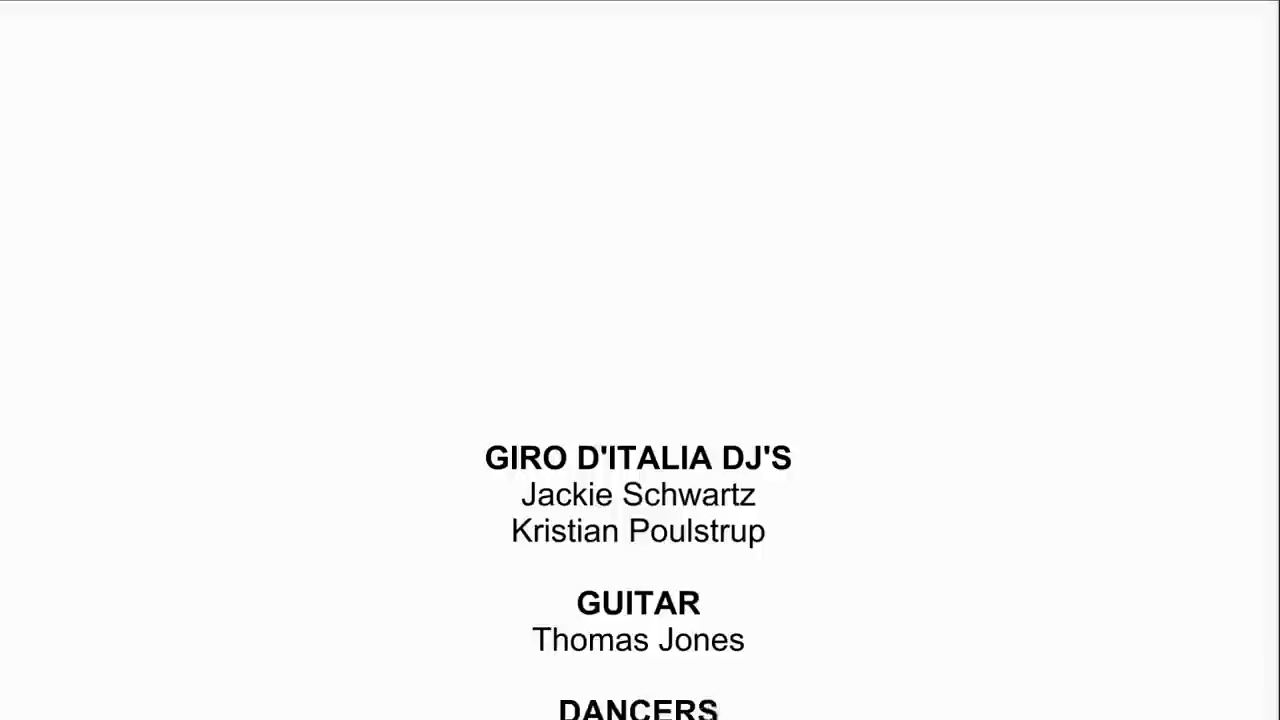 GIRO D'ITALIA DJ'S
Jackie Schwartz
Kristian Poulstrup
GUITAR
Thomas Jones
DANCERS